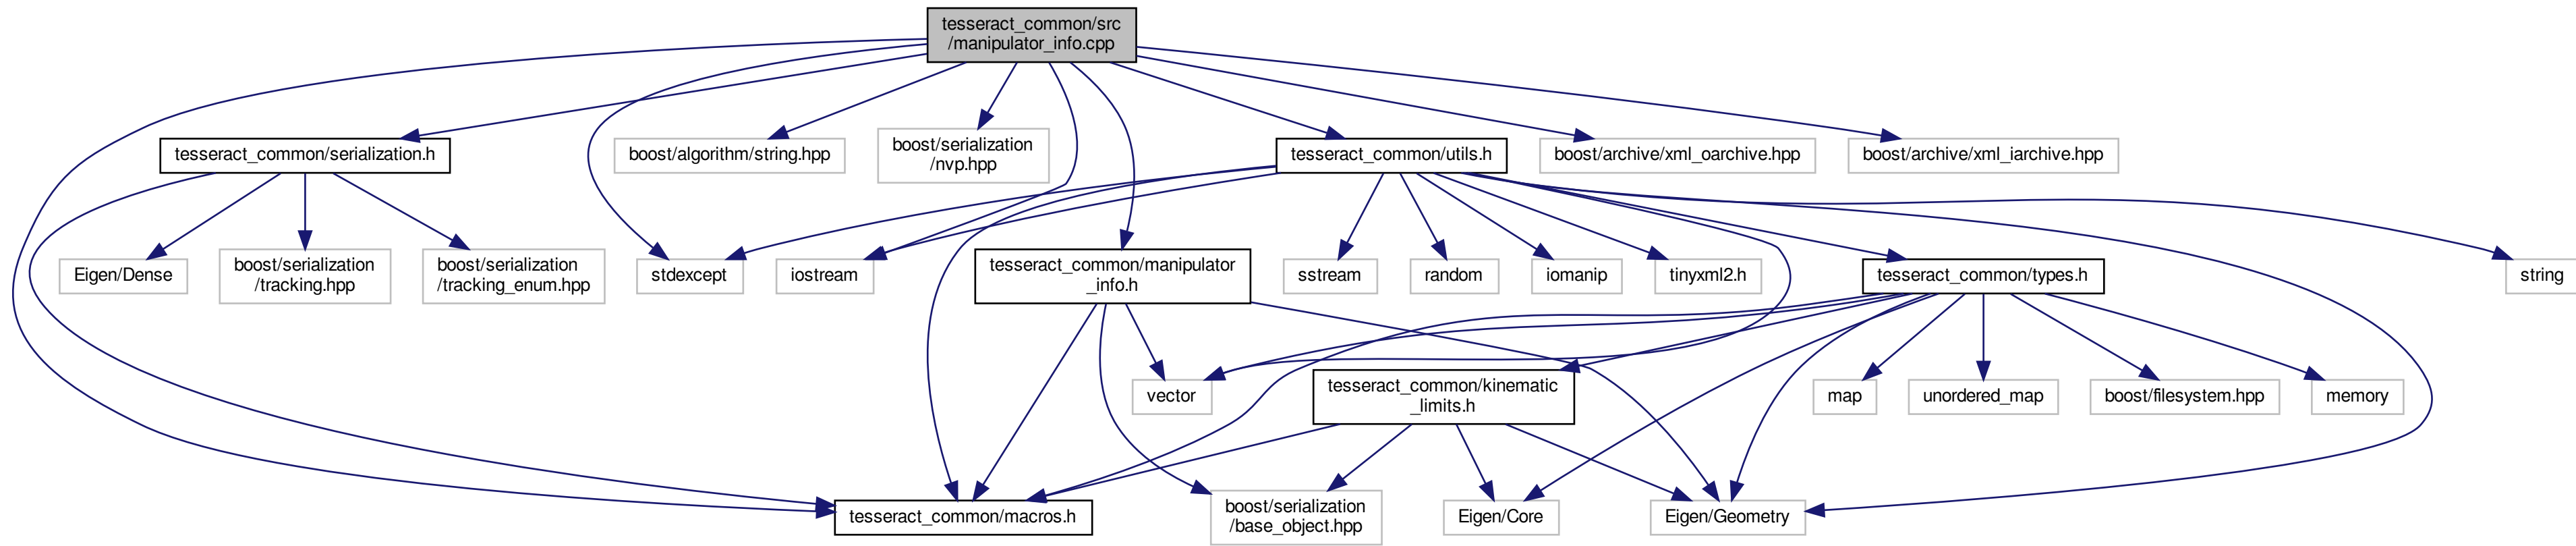 tesseract_common/src
/manipulator_info.cpp
tesseract_common/serialization.h
boost/algorithm/string.hpp
boost/serialization
/nvp.hpp
tesseract_common/utils.h
boost/archive/xml_oarchive.hpp
boost/archive/xml_iarchive.hpp
Eigen/Dense
boost/serialization
/tracking.hpp
boost/serialization
/tracking_enum.hpp
stdexcept
iostream
tesseract_common/manipulator
_info.h
sstream
random
iomanip
tinyxml2.h
tesseract_common/types.h
string
vector
tesseract_common/kinematic
_limits.h
map
unordered_map
boost/filesystem.hpp
memory
tesseract_common/macros.h
boost/serialization
/base_object.hpp
Eigen/Core
Eigen/Geometry